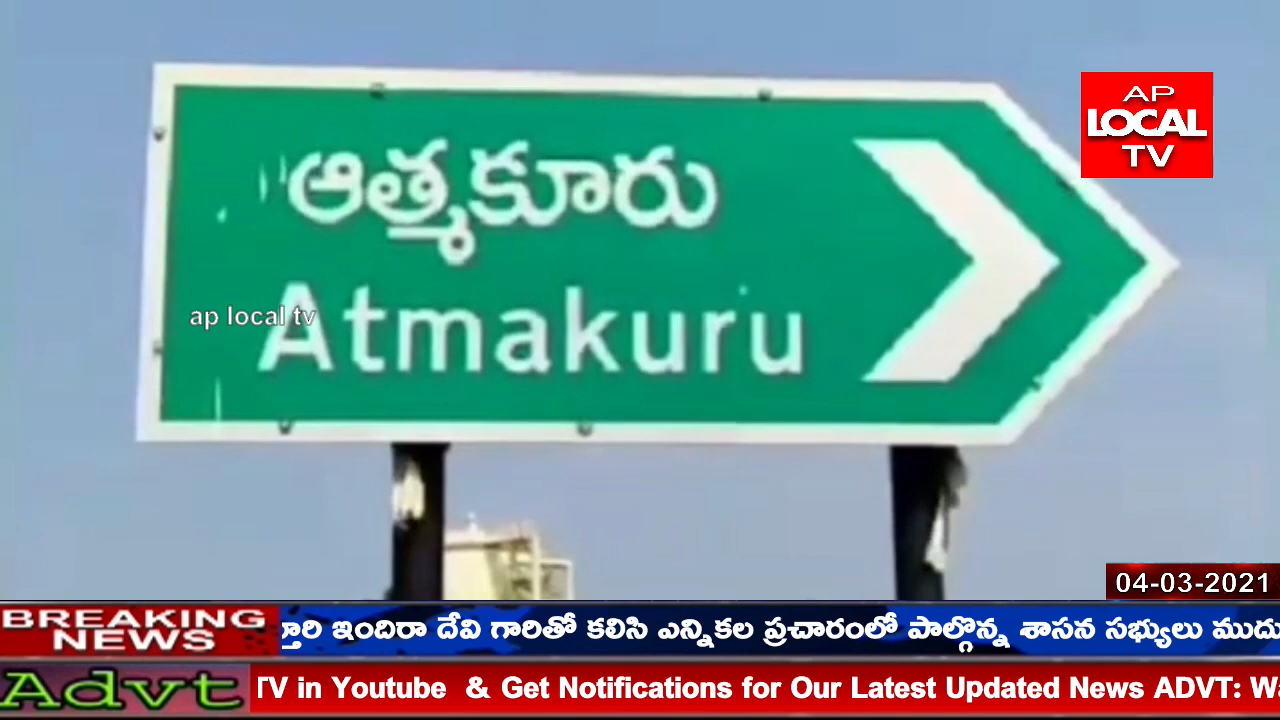 AP
LOCAL
TV
ఆత్మకూరు
ap local tv
Atmakuru
04-03-2021
BREAKING
NEWS
ఇందిరా దేవి గారితో కలిసి ఎన్నికల ప్రచారంలో పాల్గొన్న శాసన సభ్యులు
Advt
TV in Youtube & Get Notifications for Our Latest Updated News ADVT: